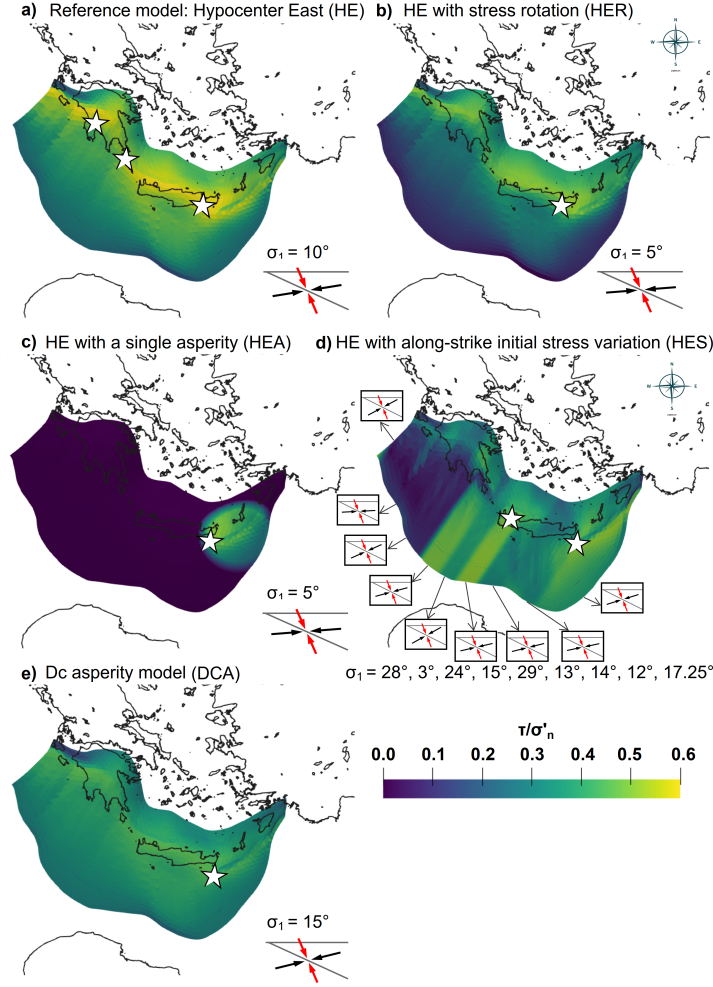 a) Reference model: Hypocenter East (HE)
b) HE with stress rotation (HER)
N
W E
S
σ₁ = 10°
σ₁ = 5°
c) HE with a single asperity (HEA)
d) HE with along-strike initial stress variation (HES)
N
W E
S
σ₁ = 5°
σ₁ = 28°, 3°, 24°, 15°, 29°, 13°, 14°, 12°, 17.25°
e) Dc asperity model (DCA)
τ/σ'ₙ
0.0 0.1 0.2 0.3 0.4 0.5 0.6
σ₁ = 15°